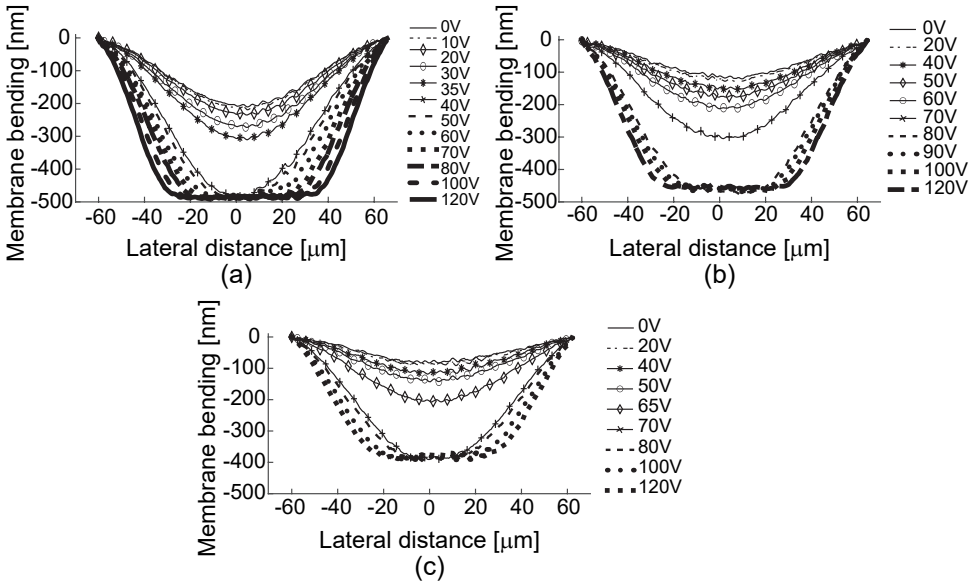 Membrane bending [nm]
0
-100
-200
-300
-400
-500
-60 -40 -20 0 20 40 60
Lateral distance [μm]
(a)
0V
10V
20V
30V
35V
40V
50V
60V
70V
80V
100V
120V
Membrane bending [nm]
0
-100
-200
-300
-400
-500
-60 -40 -20 0 20 40 60
Lateral distance [μm]
(b)
0V
20V
40V
50V
60V
70V
80V
90V
100V
120V
Membrane bending [nm]
0
-100
-200
-300
-400
-500
-60 -40 -20 0 20 40 60
Lateral distance [μm]
(c)
0V
20V
40V
50V
65V
70V
80V
100V
120V